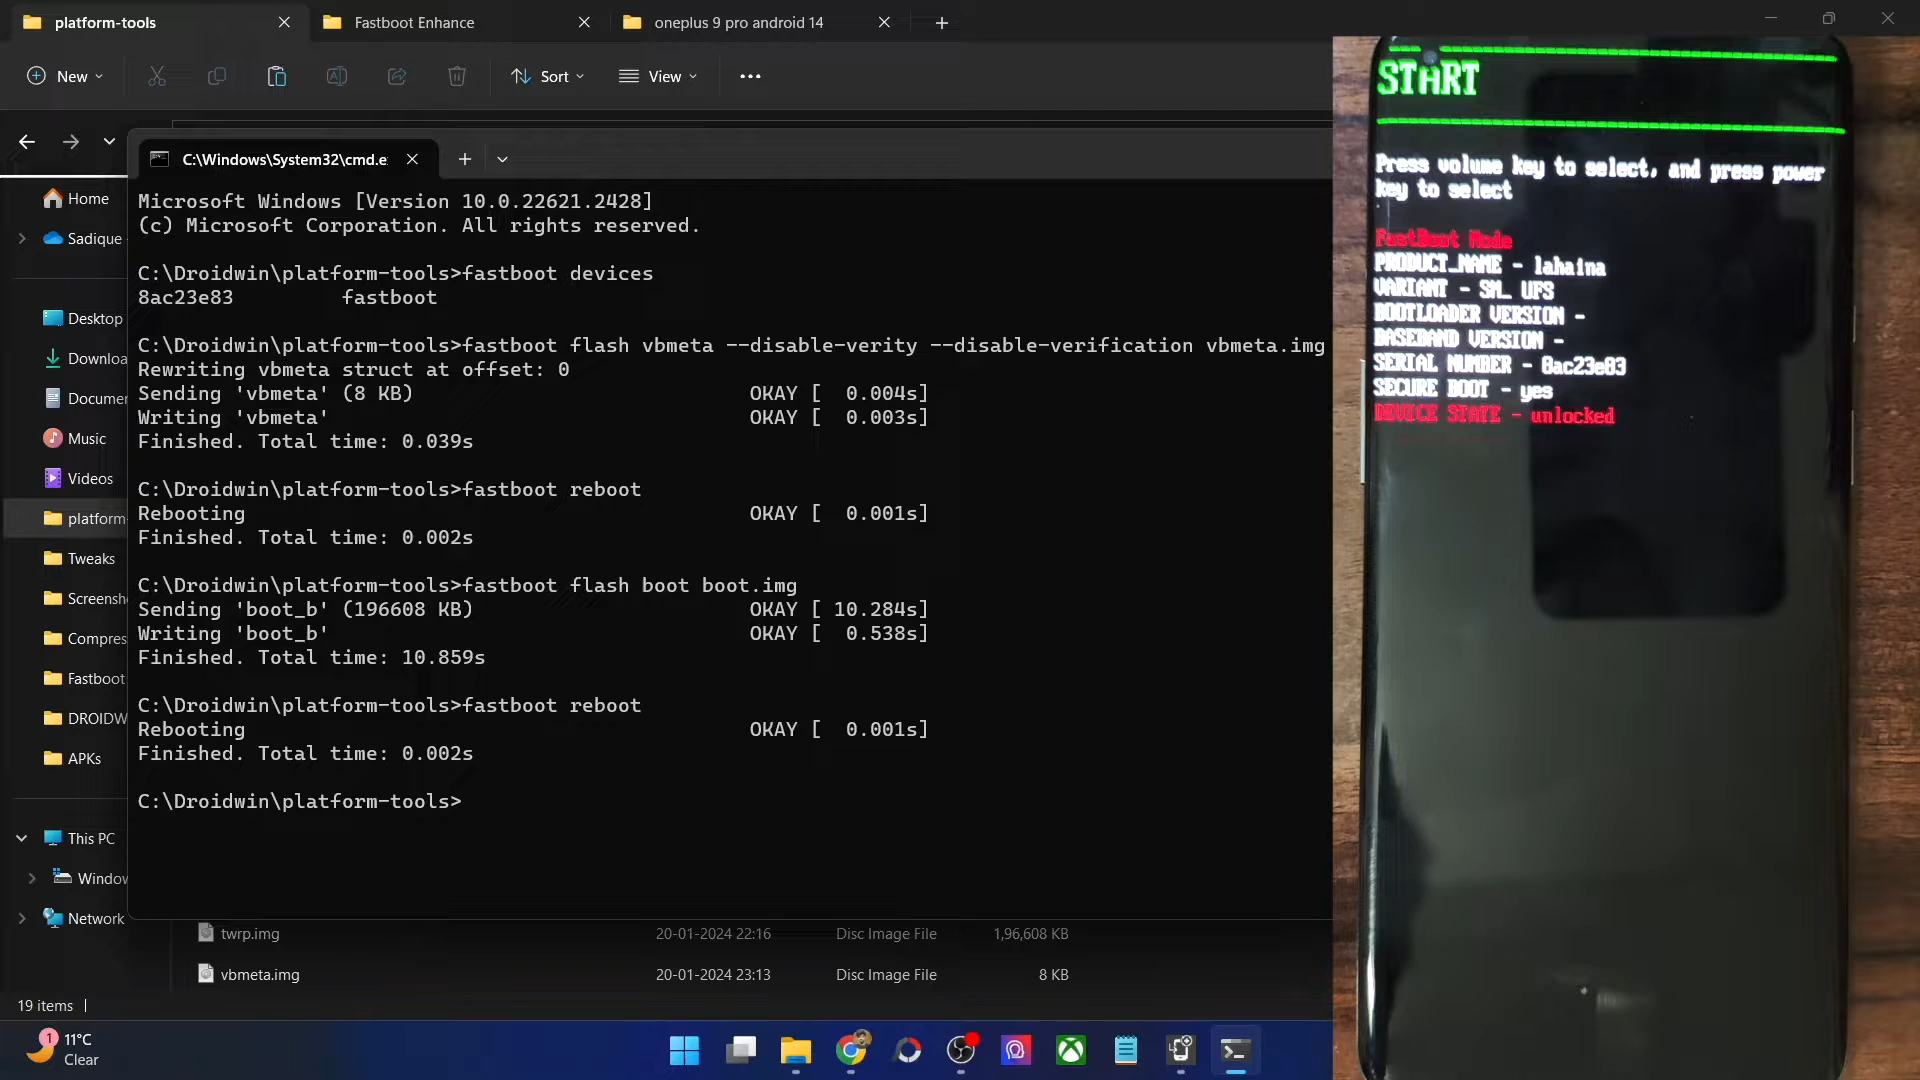 platform-tools
Fastboot Enhance
oneplus 9 pro android 14
New
Sort
View
C:\Windows\System32\cmd.e
Home
Sadique
Desktop
Downloa
Documen
Music
Videos
platform-
Tweaks
Screensh
Compres
Fastboot
DROIDW
APKs
This PC
Window
Network
Microsoft Windows [Version 10.0.22621.2428]
(c) Microsoft Corporation. All rights reserved.
C:\Droidwin\platform-tools>fastboot devices
8ac23e83 fastboot
C:\Droidwin\platform-tools>fastboot flash vbmeta --disable-verity --disable-verification vbmeta.img
Rewriting vbmeta struct at offset: 0
Sending 'vbmeta' (8 KB) OKAY [ 0.004s]
Writing 'vbmeta' OKAY [ 0.003s]
Finished. Total time: 0.039s
C:\Droidwin\platform-tools>fastboot reboot
Rebooting OKAY [ 0.001s]
Finished. Total time: 0.002s
C:\Droidwin\platform-tools>fastboot flash boot boot.img
Sending 'boot_b' (196608 KB) OKAY [ 10.284s]
Writing 'boot_b' OKAY [ 0.538s]
Finished. Total time: 10.859s
C:\Droidwin\platform-tools>fastboot reboot
Rebooting OKAY [ 0.001s]
Finished. Total time: 0.002s
C:\Droidwin\platform-tools>
twrp.img 20-01-2024 22:16 Disc Image File 1,96,608 KB
vbmeta.img 20-01-2024 23:13 Disc Image File 8 KB
19 items
1
11°C
Clear
START
Press volume key to select, and press power
key to select
FastBoot Mode
PRODUCT_NAME - lahaina
VARIANT - SM_ UFS
BOOTLOADER VERSION -
BASEBAND VERSION -
SERIAL NUMBER - 8ac23e83
SECURE BOOT - yes
DEVICE STATE - unlocked